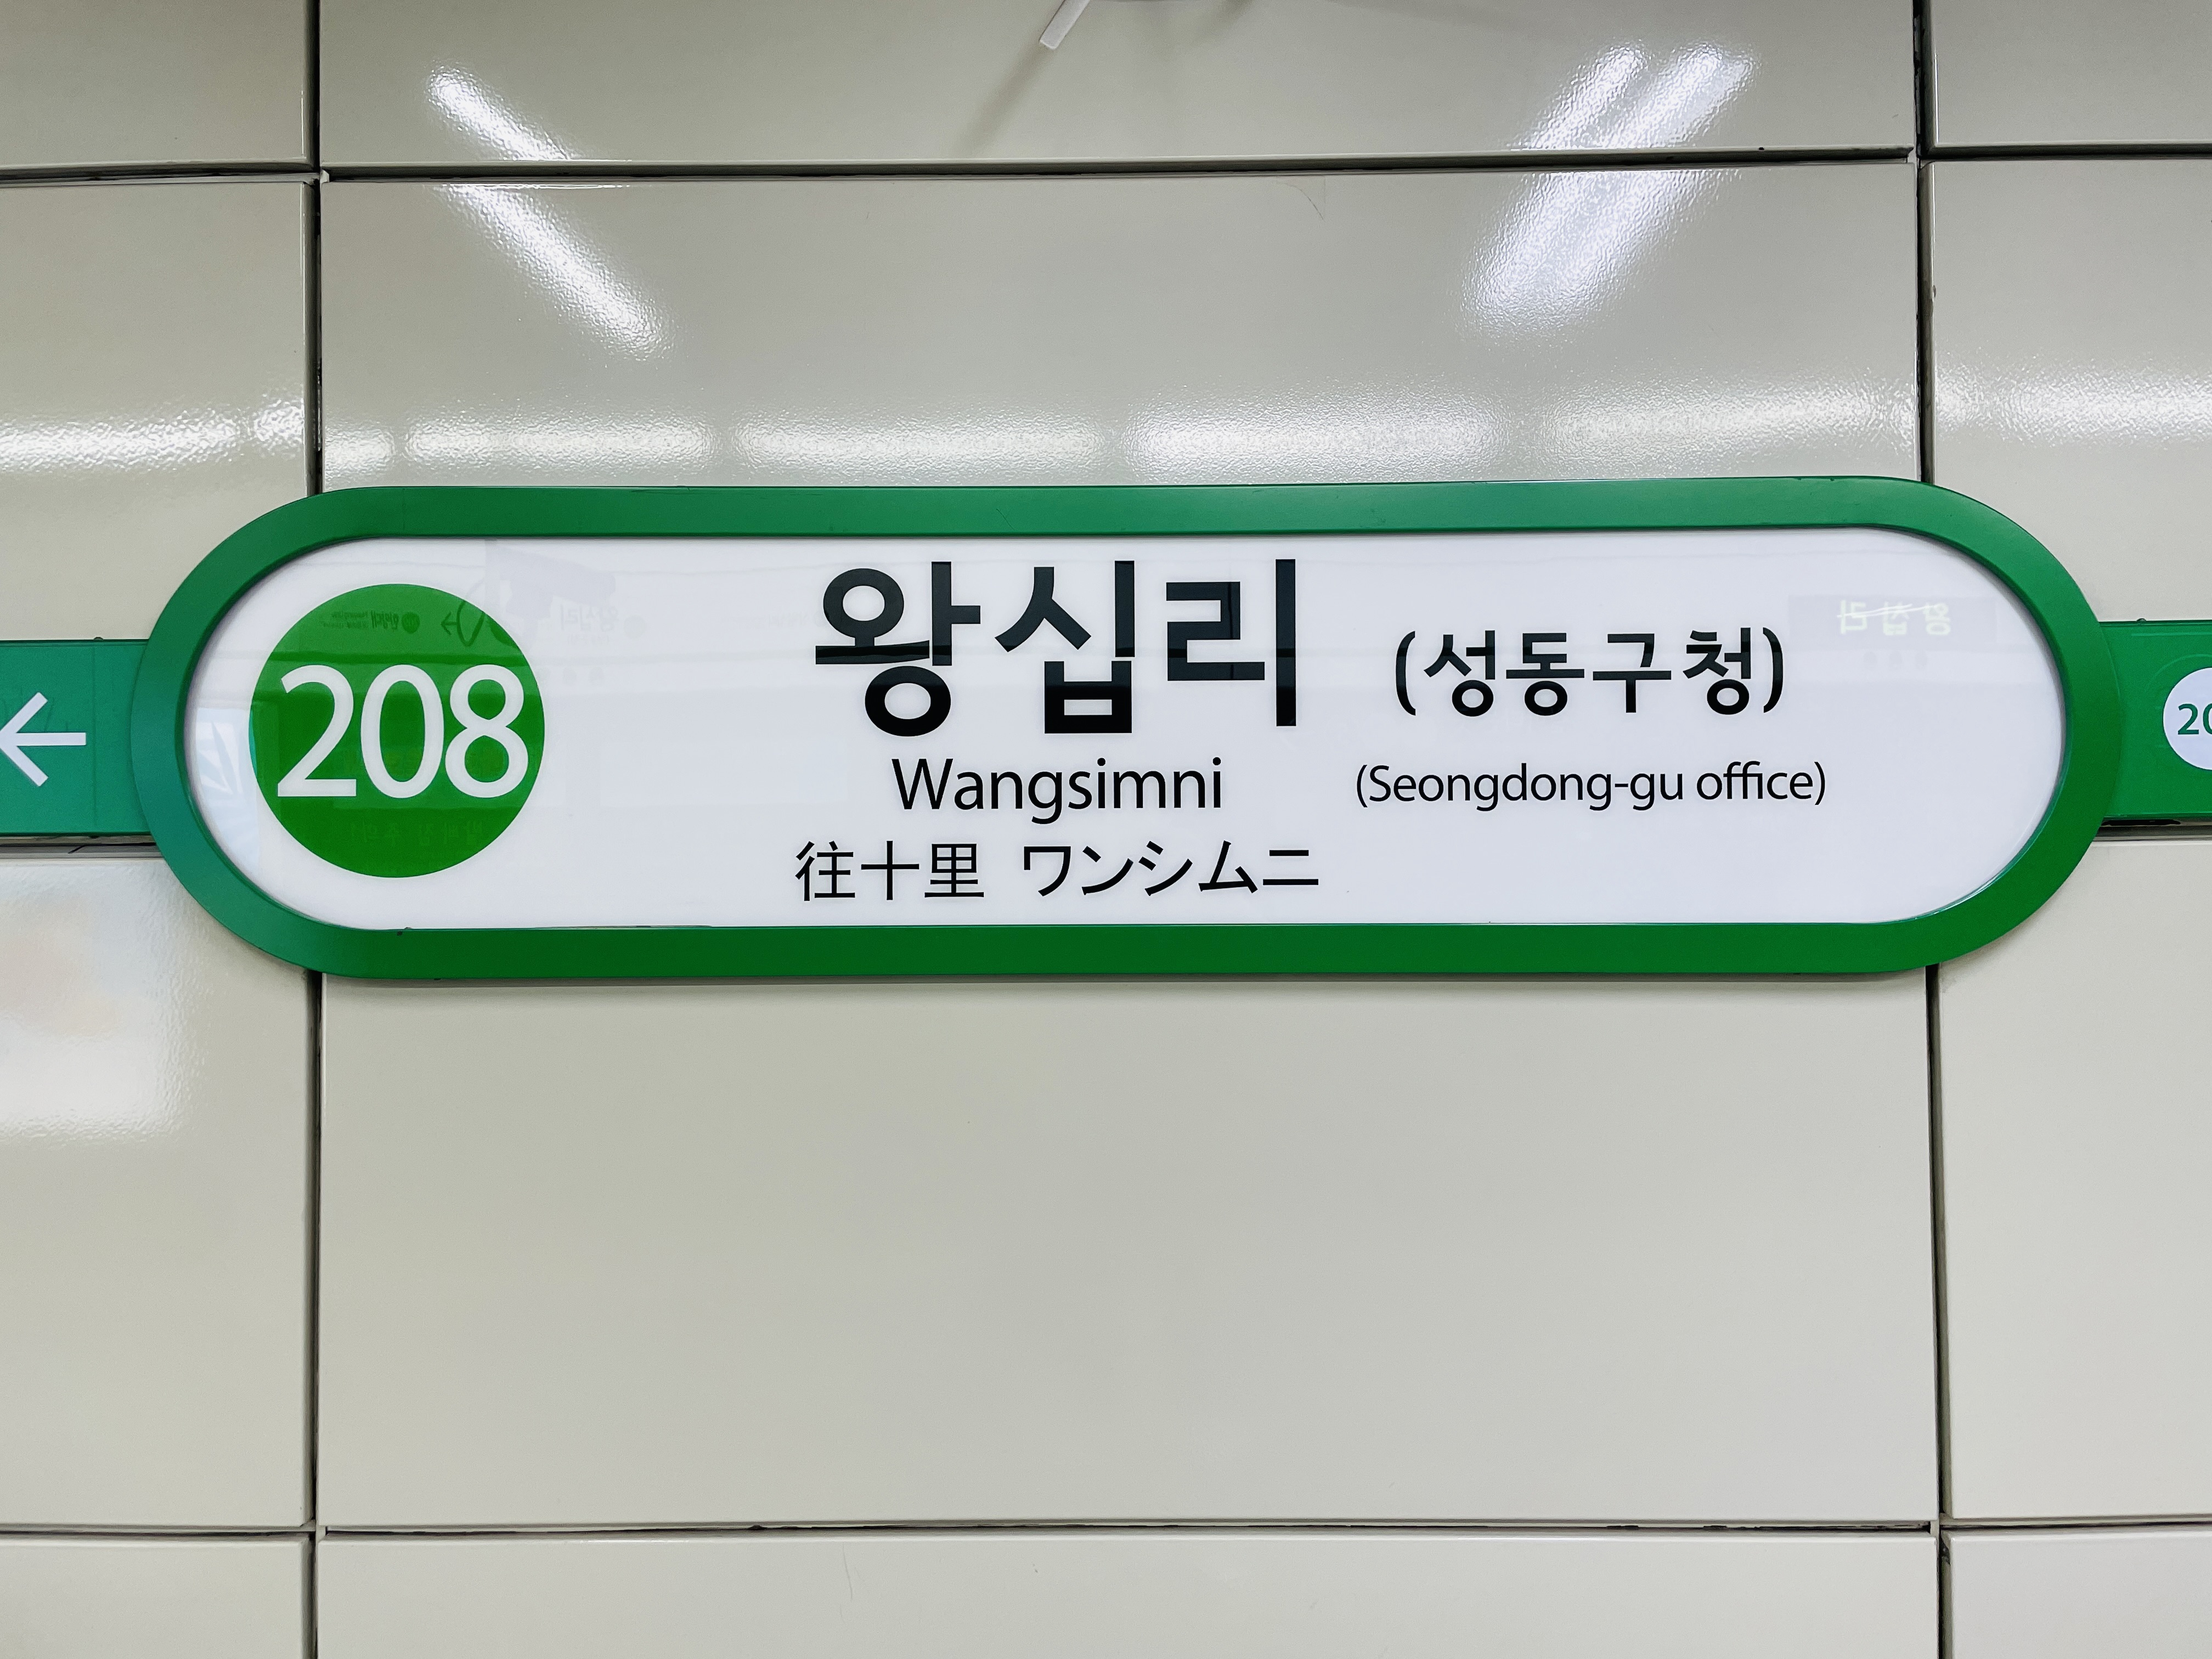 208
왕십리 (성동구청)
Wangsimni (Seongdong-gu office)
往十里 ワンシムニ